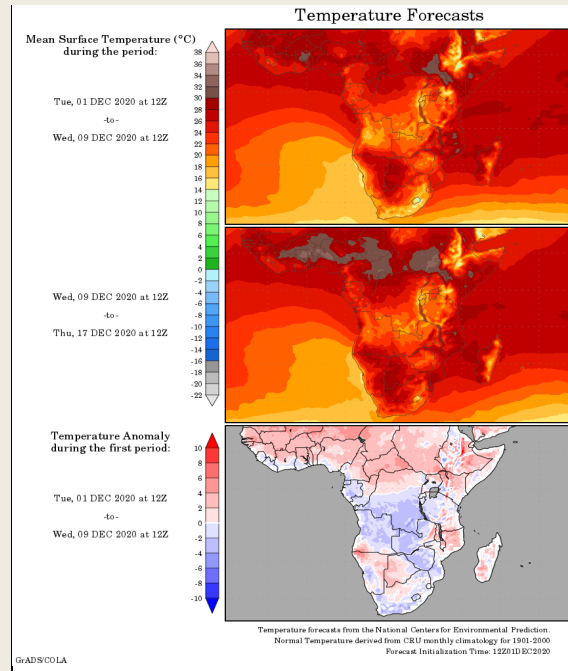 Temperature Forecasts
Mean Surface Temperature (°C)
during the period:
Tue, 01 DEC 2020 at 12Z
-to-
Wed, 09 DEC 2020 at 12Z
38
36
34
32
30
28
26
24
22
20
18
16
14
12
10
8
6
4
2
0
-2
-4
-6
-8
-10
-12
-14
-16
-18
-20
-22
Wed, 09 DEC 2020 at 12Z
-to-
Thu, 17 DEC 2020 at 12Z
Temperature Anomaly
during the first period:
Tue, 01 DEC 2020 at 12Z
-to-
Wed, 09 DEC 2020 at 12Z
10
8
6
4
2
0
-2
-4
-6
-8
-10
Temperature forecasts from the National Centers for Environmental Prediction.
Normal Temperature derived from CRU monthly climatology for 1901-2000
Forecast Initialization Time: 12Z01DEC2020
GrADS/COLA